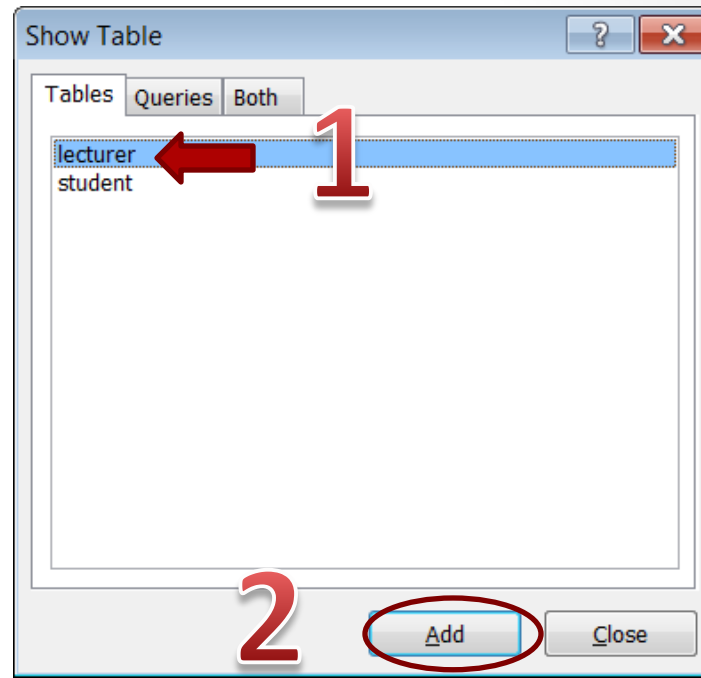 Show Table
?
Tables Queries Both
1
lecturer
student
2
Add Close